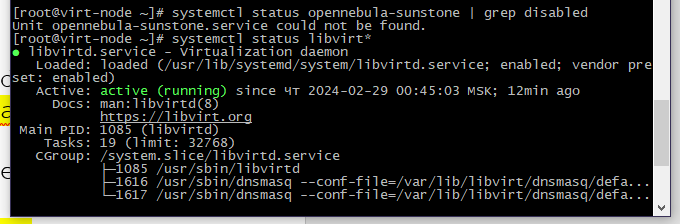 [root@virt-node ~]# systemctl status opennebula-sunstone | grep disabled
Unit opennebula-sunstone.service could not be found.
[root@virt-node ~]# systemctl status libvirt*
● libvirtd.service - Virtualization daemon
Loaded: loaded (/usr/lib/systemd/system/libvirtd.service; enabled; vendor pre
set: enabled)
Active: active (running) since Чт 2024-02-29 00:45:03 MSK; 12min ago
Docs: man:libvirtd(8)
https://libvirt.org
Main PID: 1085 (libvirtd)
Tasks: 19 (limit: 32768)
CGroup: /system.slice/libvirtd.service
├─1085 /usr/sbin/libvirtd
├─1616 /usr/sbin/dnsmasq --conf-file=/var/lib/libvirt/dnsmasq/defa...
└─1617 /usr/sbin/dnsmasq --conf-file=/var/lib/libvirt/dnsmasq/defa...